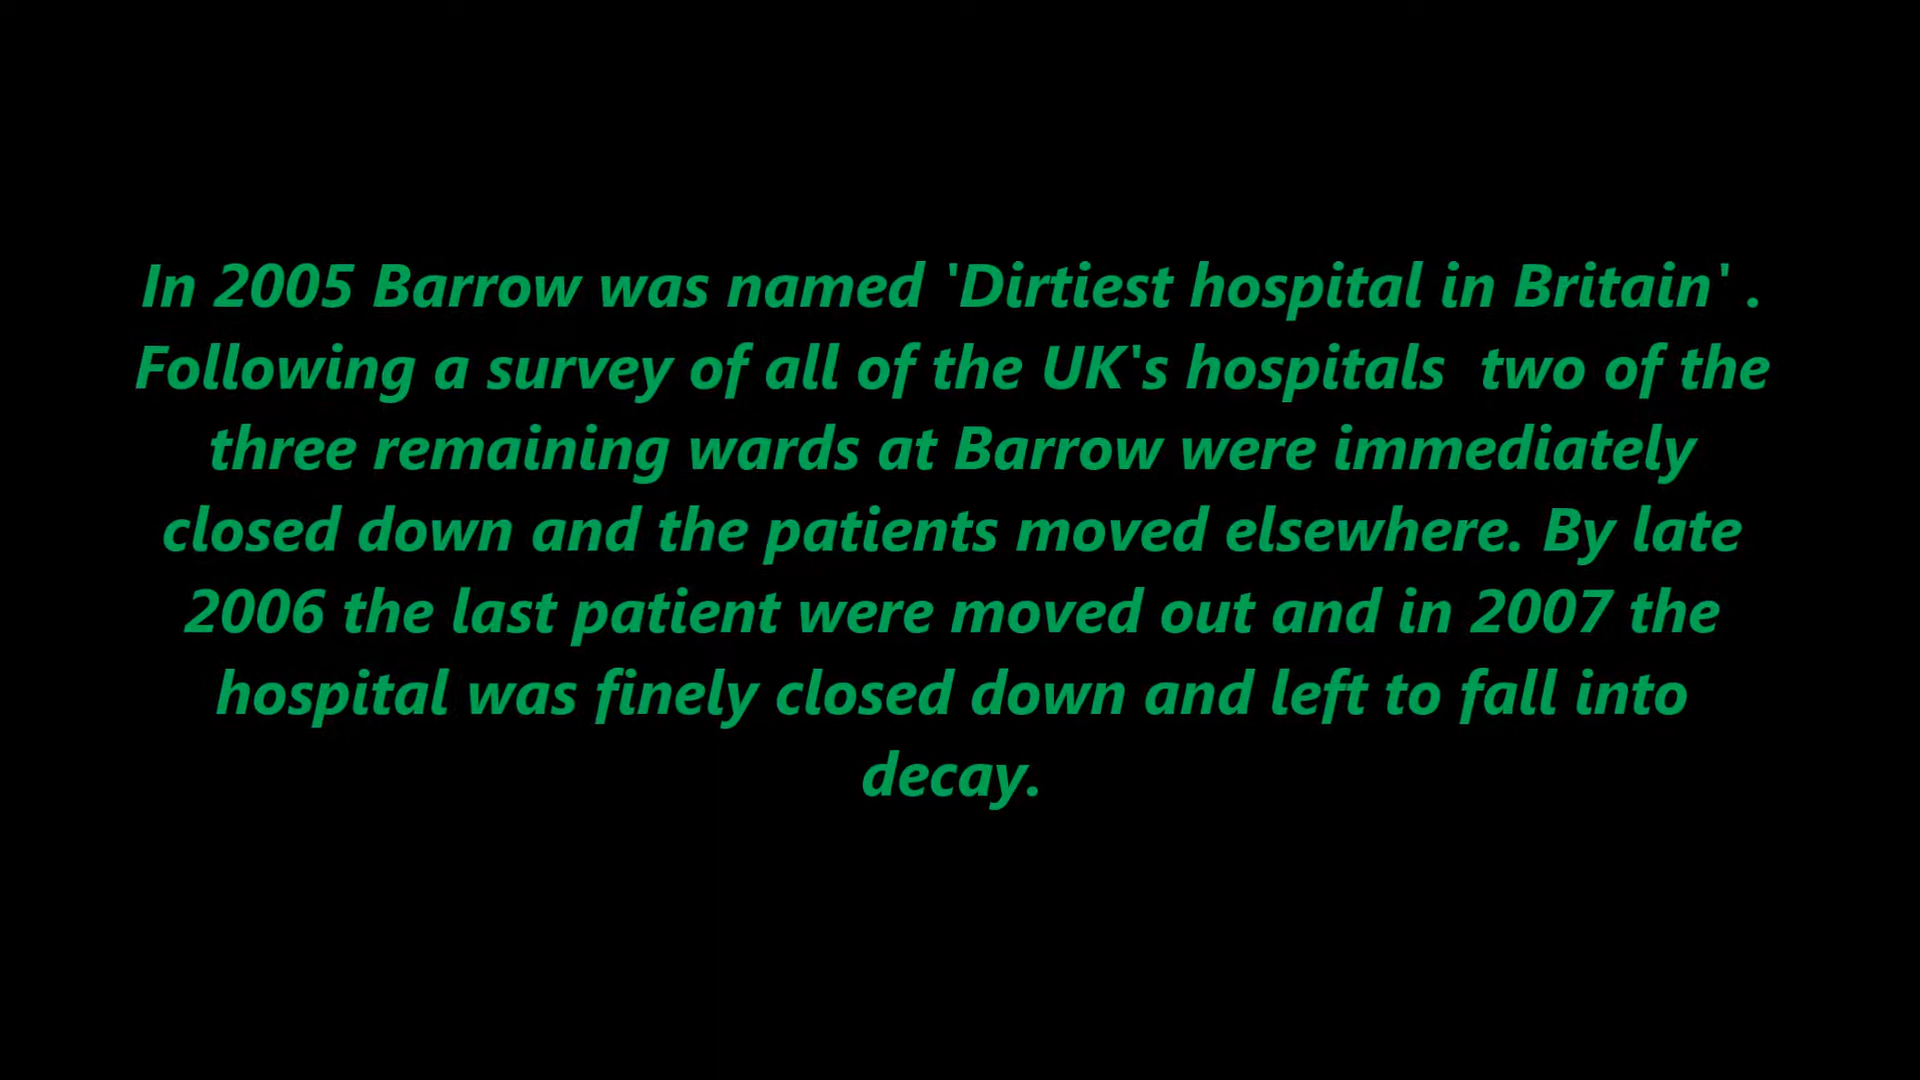 In 2005 Barrow was named 'Dirtiest hospital in Britain' .
Following a survey of all of the UK's hospitals  two of the
three remaining wards at Barrow were immediately
closed down and the patients moved elsewhere. By late
2006 the last patient were moved out and in 2007 the
hospital was finely closed down and left to fall into
decay.